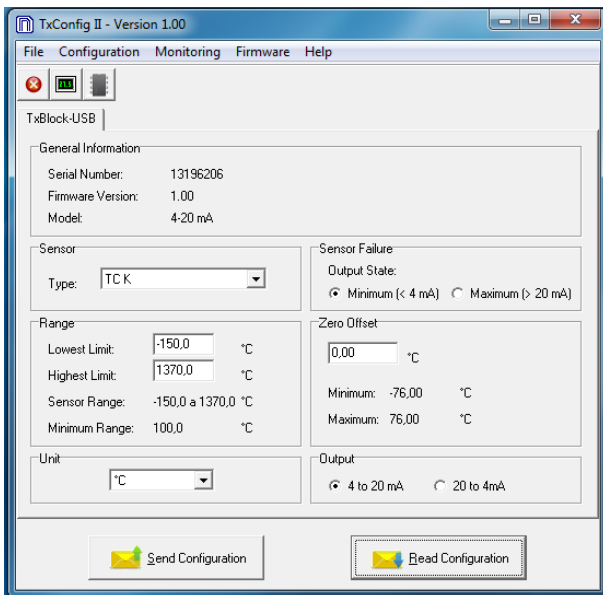 TxConfig II - Version 1.00
File Configuration Monitoring Firmware Help
TxBlock-USB
General Information
Serial Number: 13196206
Firmware Version: 1.00
Model: 4-20 mA
Sensor
Type: TC K
Sensor Failure
Output State:
Minimum (< 4 mA) Maximum (> 20 mA)
Range
Lowest Limit: -150,0 °C
Highest Limit: 1370,0 °C
Sensor Range: -150,0 a 1370,0 °C
Minimum Range: 100,0 °C
Zero Offset
0,00 °C
Minimum: -76,00 °C
Maximum: 76,00 °C
Unit
°C
Output
4 to 20 mA 20 to 4mA
Send Configuration Read Configuration